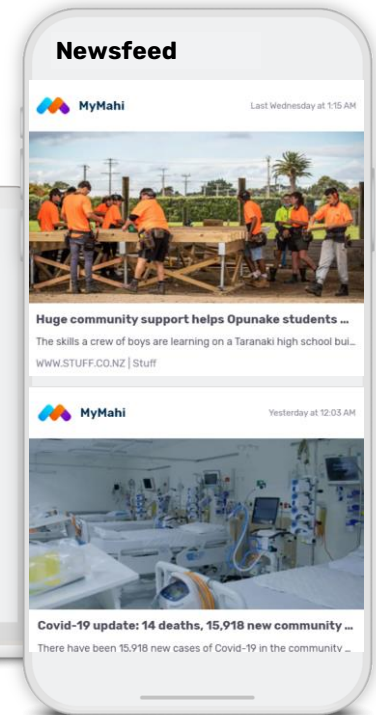 Newsfeed
MyMahi
Last Wednesday at 1:15 AM
Huge community support helps Opunake students ...
The skills a crew of boys are learning on a Taranaki high school bui...
WWW.STUFF.CO.NZ | Stuff
MyMahi
Yesterday at 12:03 AM
Covid-19 update: 14 deaths, 15,918 new community ...
There have been 15,918 new cases of Covid-19 in the community ...